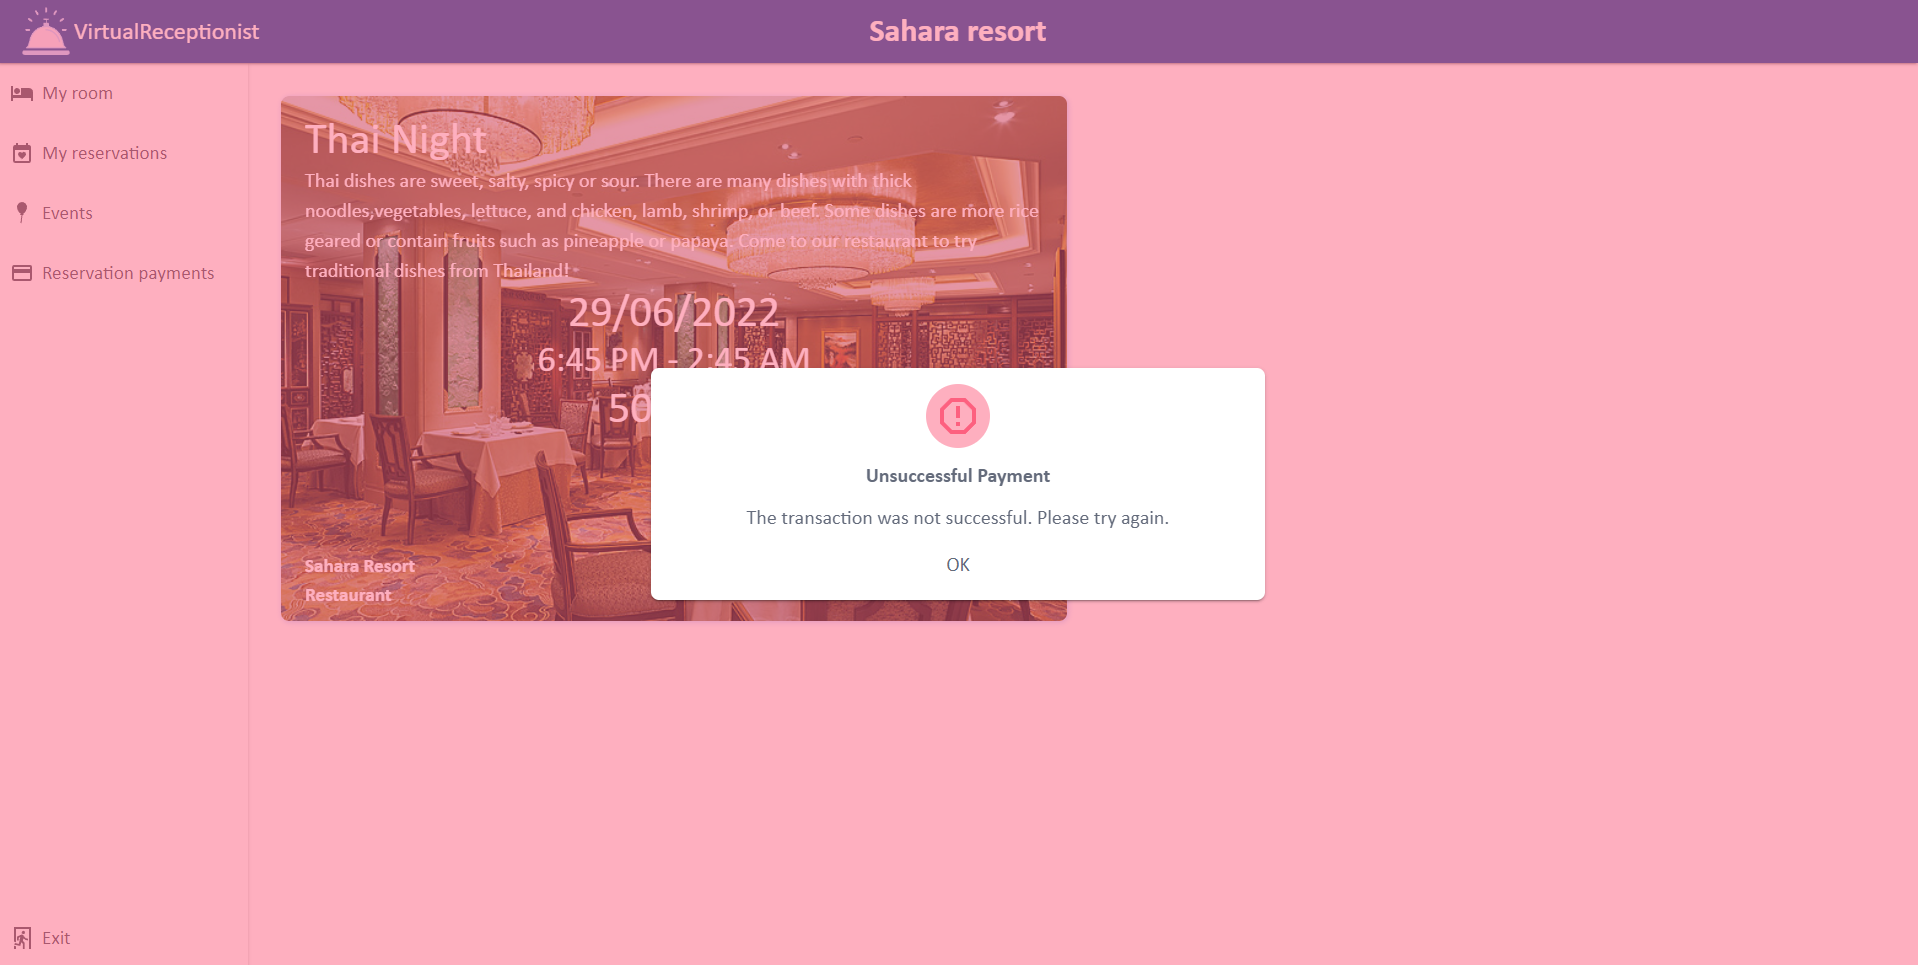 VirtualReceptionist
Sahara resort
My room
My reservations
Events
Reservation payments
Exit
Thai Night
Thai dishes are sweet, salty, spicy or sour. There are many dishes with thick
noodles,vegetables, lettuce, and chicken, lamb, shrimp, or beef. Some dishes are more rice
geared or contain fruits such as pineapple or papaya. Come to our restaurant to try
traditional dishes from Thailand!
29/06/2022
6:45 PM - 2:45 AM
Sahara Resort
Restaurant
Unsuccessful Payment
The transaction was not successful. Please try again.
OK